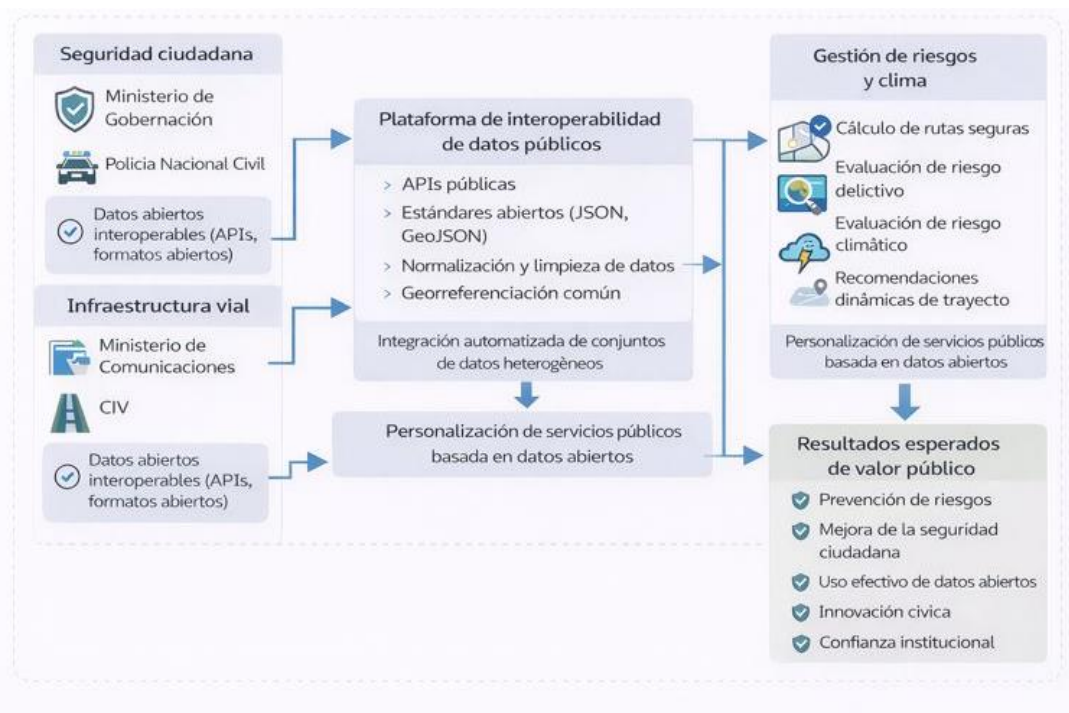 Seguridad ciudadana
Ministerio de
Gobernación
Policia Nacional Civil
Datos abiertos
interoperables (APIs,
formatos abiertos)
Infraestructura vial
Ministerio de
Comunicaciones
CIV
Datos abiertos
interoperables (APIs,
formatos abiertos)
Plataforma de interoperabilidad
de datos públicos
> APIs públicas
> Estándares abiertos (JSON,
GeoJSON)
> Normalización y limpieza de datos
> Georreferenciación común
Integración automatizada de conjuntos
de datos heterogèneos
Personalización de servicios públicos
basada en datos abiertos
Gestión de riesgos
y clima
Cálculo de rutas seguras
Evaluación de riesgo
delictivo
Evaluación de riesgo
climâtico
Recomendaciones
dinámicas de trayecto
Personalización de servicios públicos
basada en datos abiertos
Resultados esperados
de valor público
Prevención de riesgos
Mejora de la seguridad
ciudadana
Uso efectivo de datos abiertos
Innovación civica
Confianza institucional